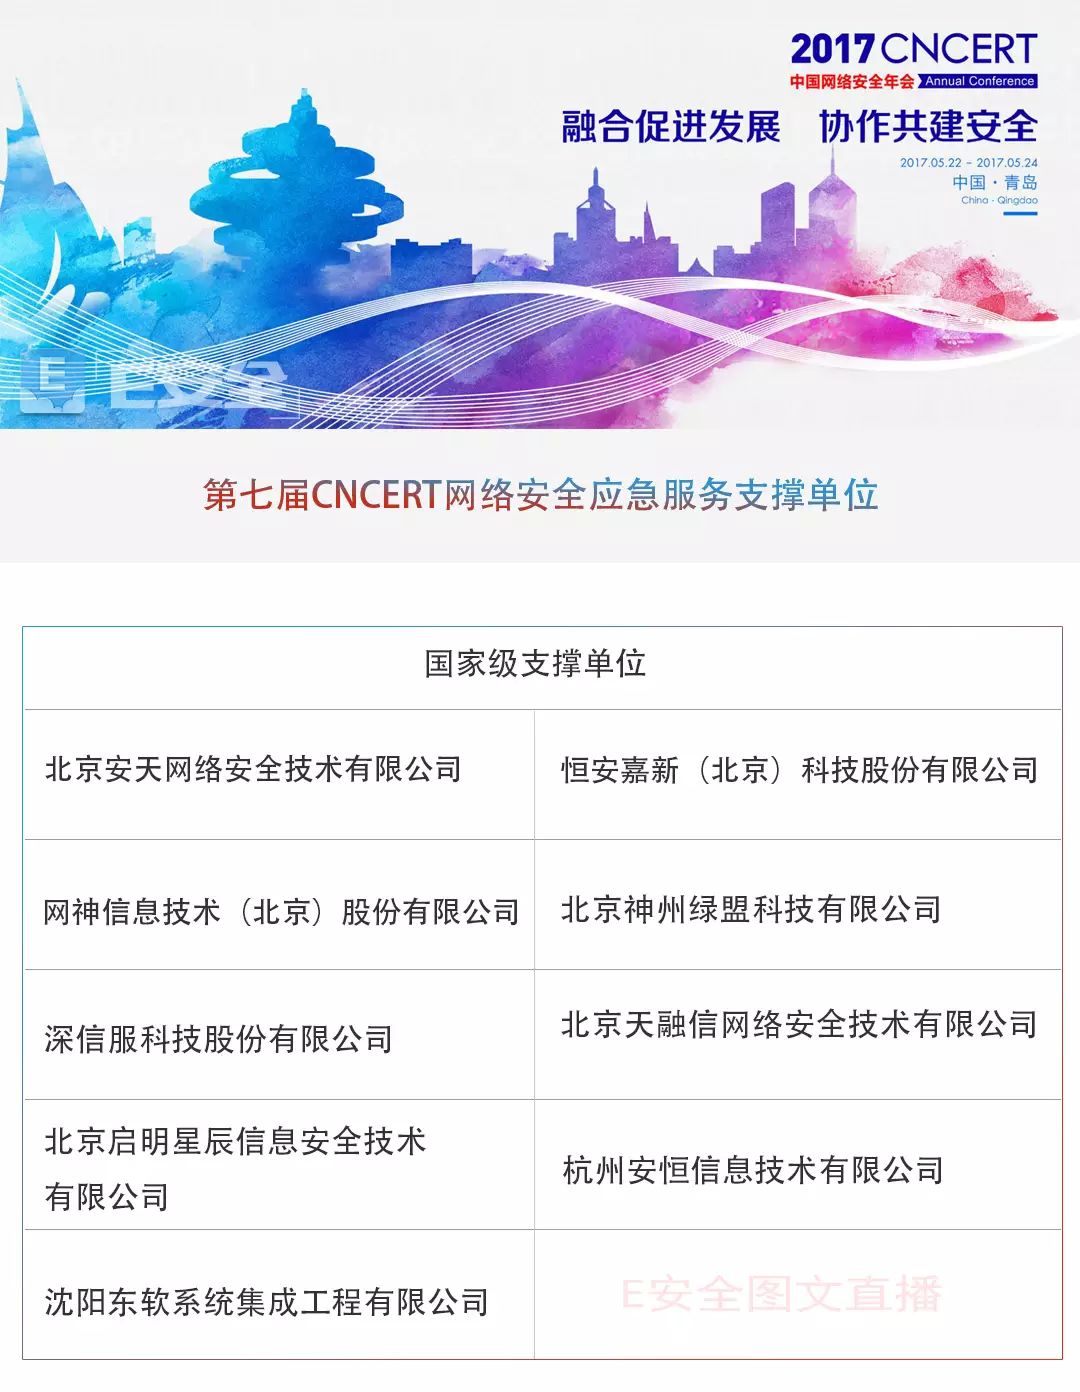 2017 CNCERT
中国网络安全年会 Annual Conference
融合促进发展 协作共建安全
2017.05.22 - 2017.05.24
中国·青岛
China · Qingdao
E E安全
第七届CNCERT网络安全应急服务支撑单位
国家级支撑单位
北京安天网络安全技术有限公司
恒安嘉新（北京）科技股份有限公司
网神信息技术（北京）股份有限公司
北京神州绿盟科技有限公司
深信服科技股份有限公司
北京天融信网络安全技术有限公司
北京启明星辰信息安全技术
有限公司
杭州安恒信息技术有限公司
沈阳东软系统集成工程有限公司
E安全图文直播